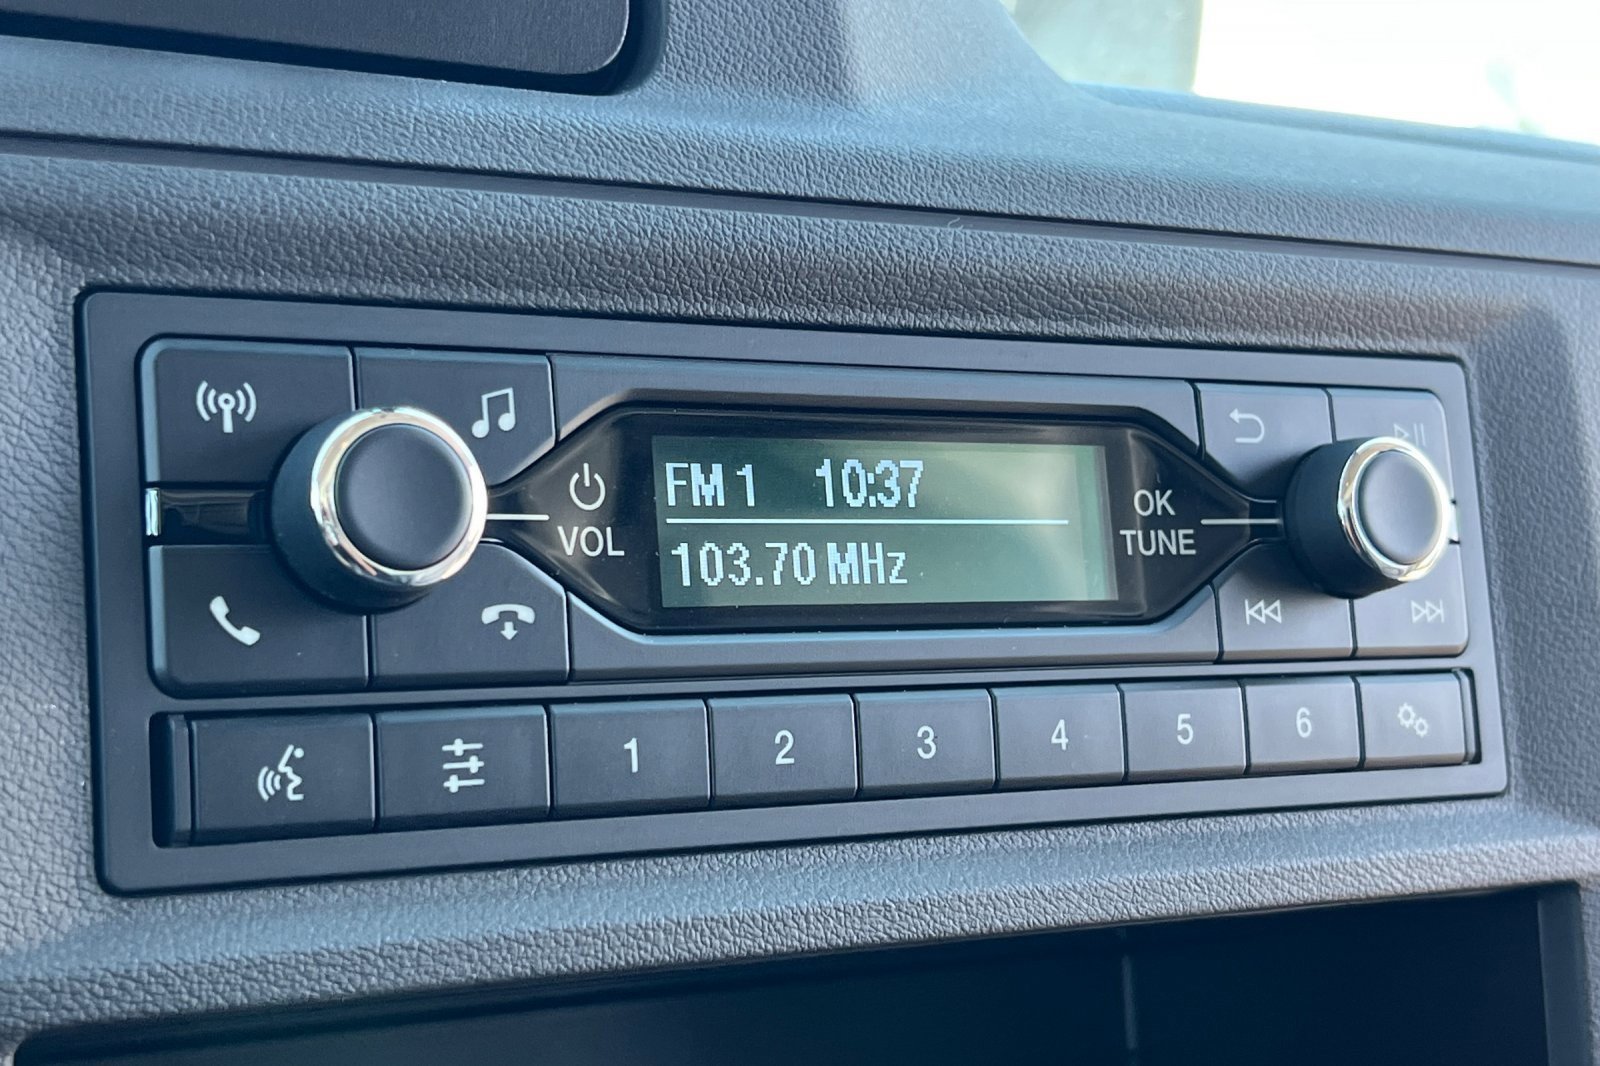 FM 1 10:37
103.70 MHz
VOL
OK
TUNE
1 2 3 4 5 6